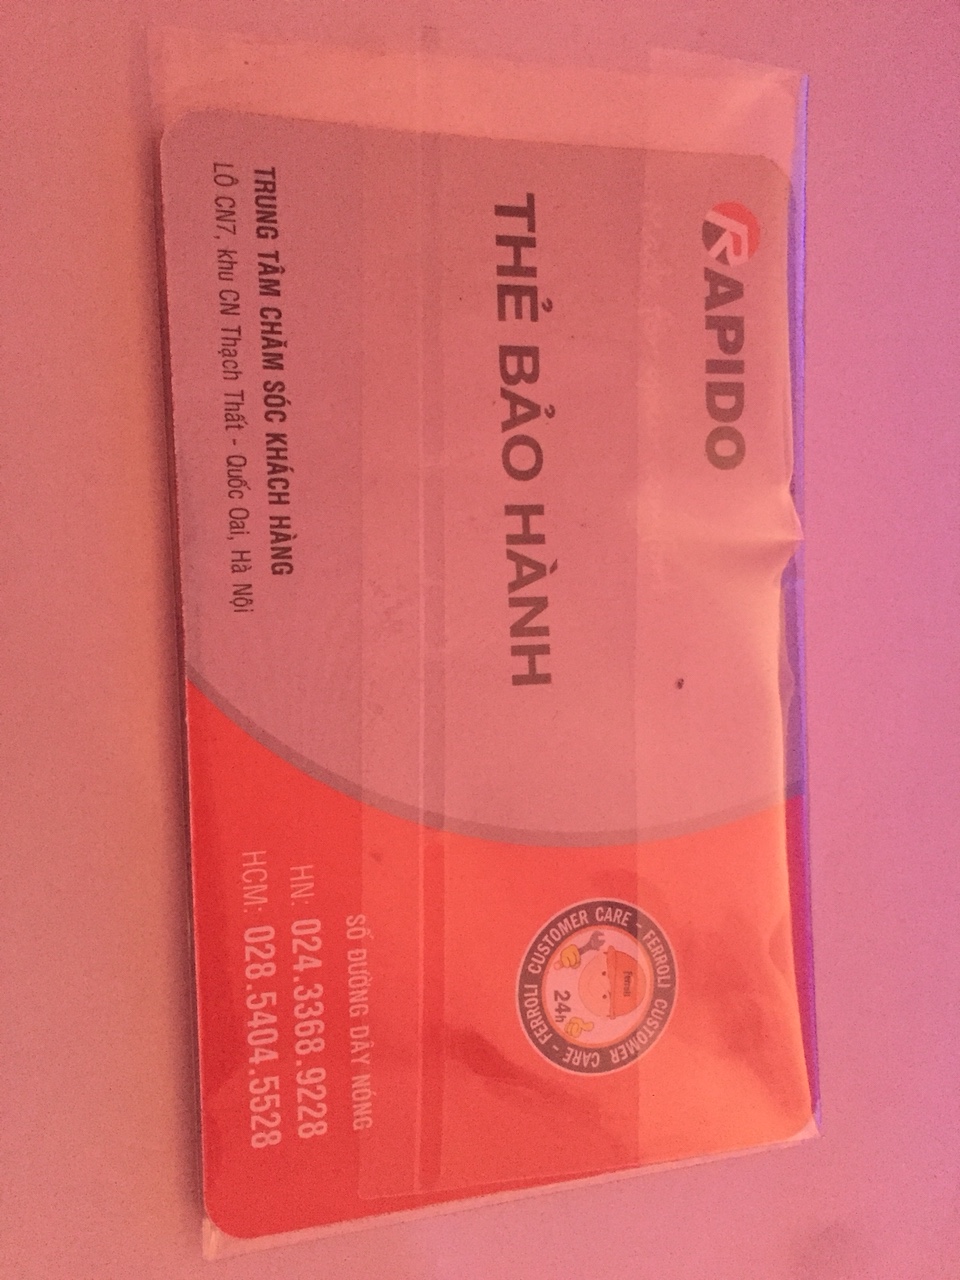 RAPIDO
THẺ BẢO HÀNH
TRUNG TÂM CHĂM SÓC KHÁCH HÀNG
LÔ CN7, khu CN Thạch Thất - Quốc Oai, Hà Nội
FERROLI CUSTOMER CARE - FERROLI CUSTOMER CARE -
Ferroli
24h
SỐ ĐƯỜNG DÂY NÓNG
HN: 024.3368.9228
HCM: 028.5404.5528